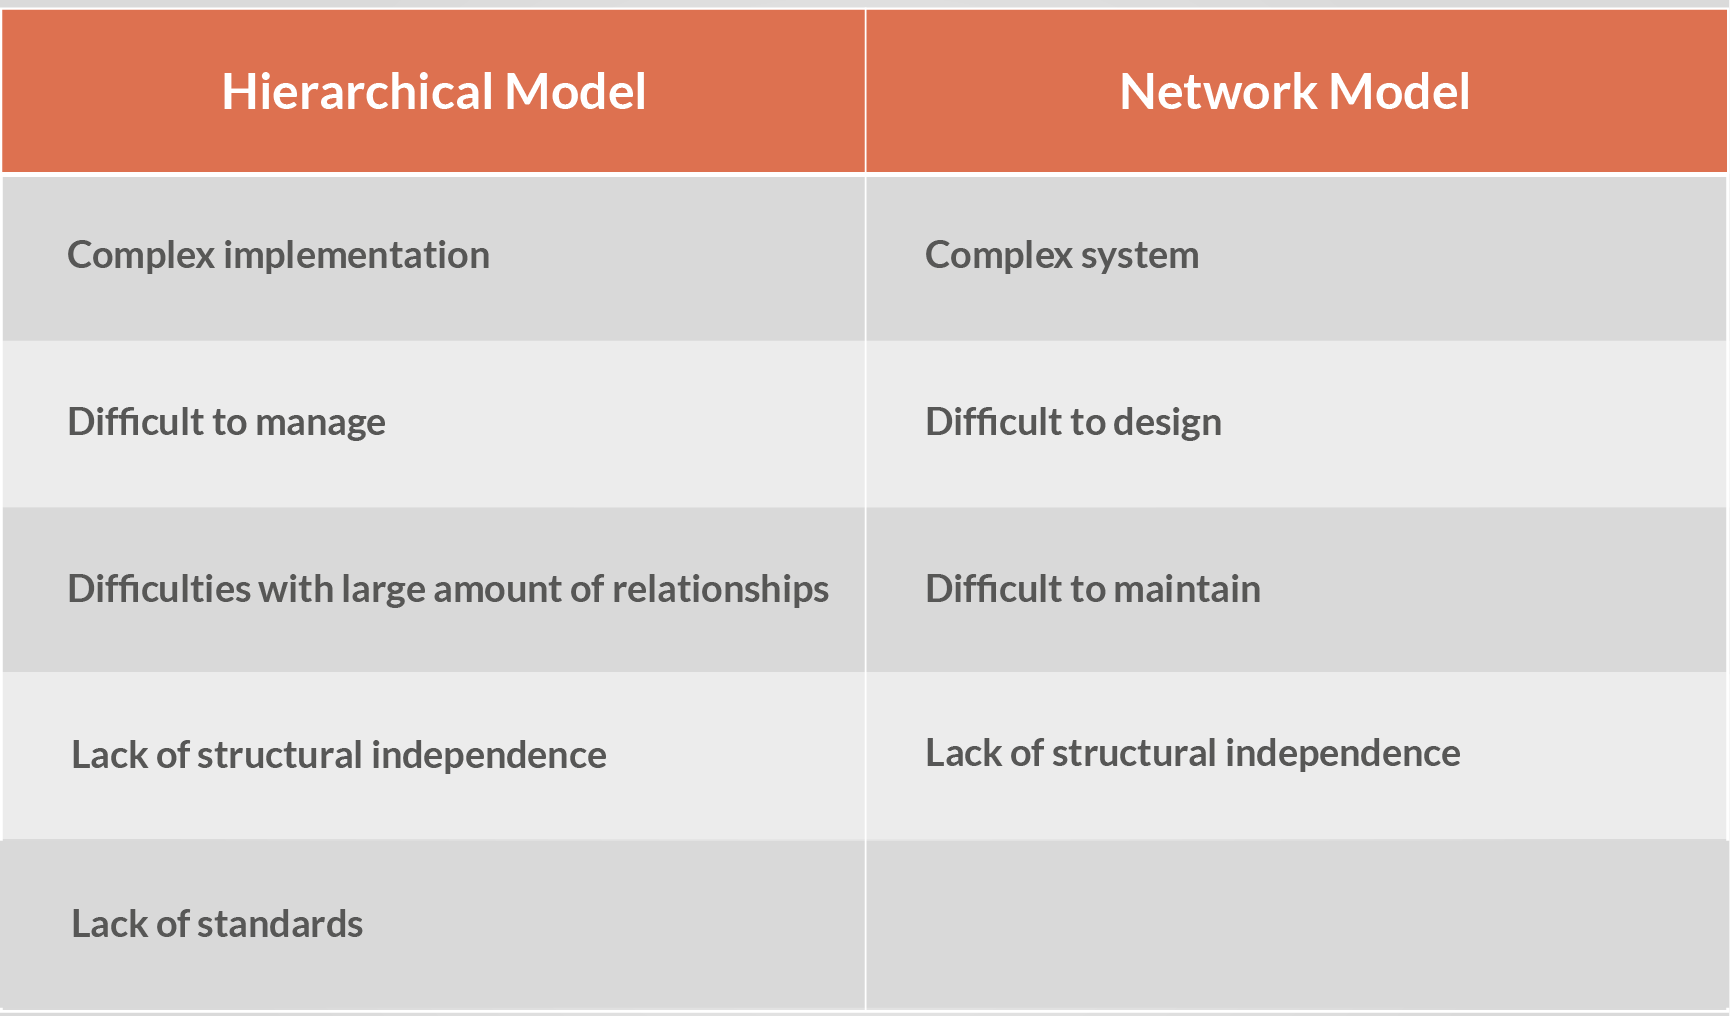 Hierarchical Model
Network Model
Complex implementation
Complex system
Difficult to manage
Difficult to design
Difficulties with large amount of relationships
Difficult to maintain
Lack of structural independence
Lack of structural independence
Lack of standards